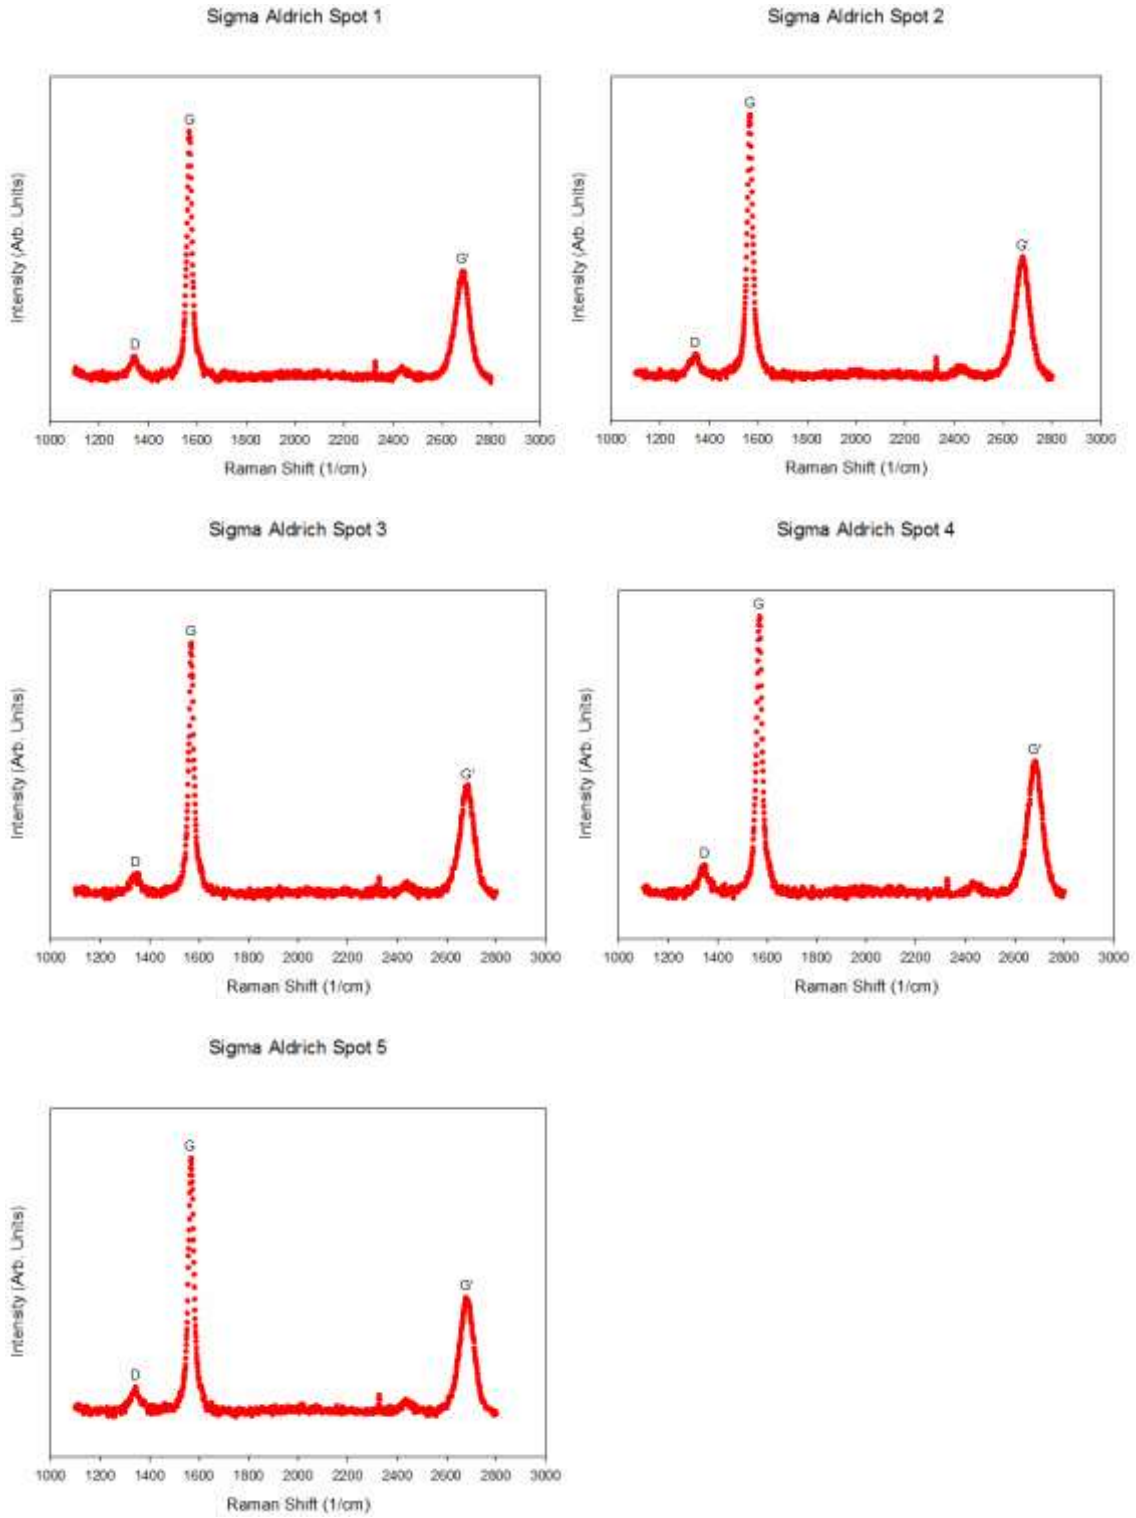 Sigma Aldrich Spot 1
Intensity (Arb. Units)
G
D
G'
1000 1200 1400 1600 1800 2000 2200 2400 2600 2800 3000
Raman Shift (1/cm)
Sigma Aldrich Spot 2
Intensity (Arb. Units)
G
D
G'
1000 1200 1400 1600 1800 2000 2200 2400 2600 2800 3000
Raman Shift (1/cm)
Sigma Aldrich Spot 3
Intensity (Arb. Units)
G
D
G'
1000 1200 1400 1600 1800 2000 2200 2400 2600 2800 3000
Raman Shift (1/cm)
Sigma Aldrich Spot 4
Intensity (Arb. Units)
G
D
G'
1000 1200 1400 1600 1800 2000 2200 2400 2600 2800 3000
Raman Shift (1/cm)
Sigma Aldrich Spot 5
Intensity (Arb. Units)
G
D
G'
1000 1200 1400 1600 1800 2000 2200 2400 2600 2800 3000
Raman Shift (1/cm)